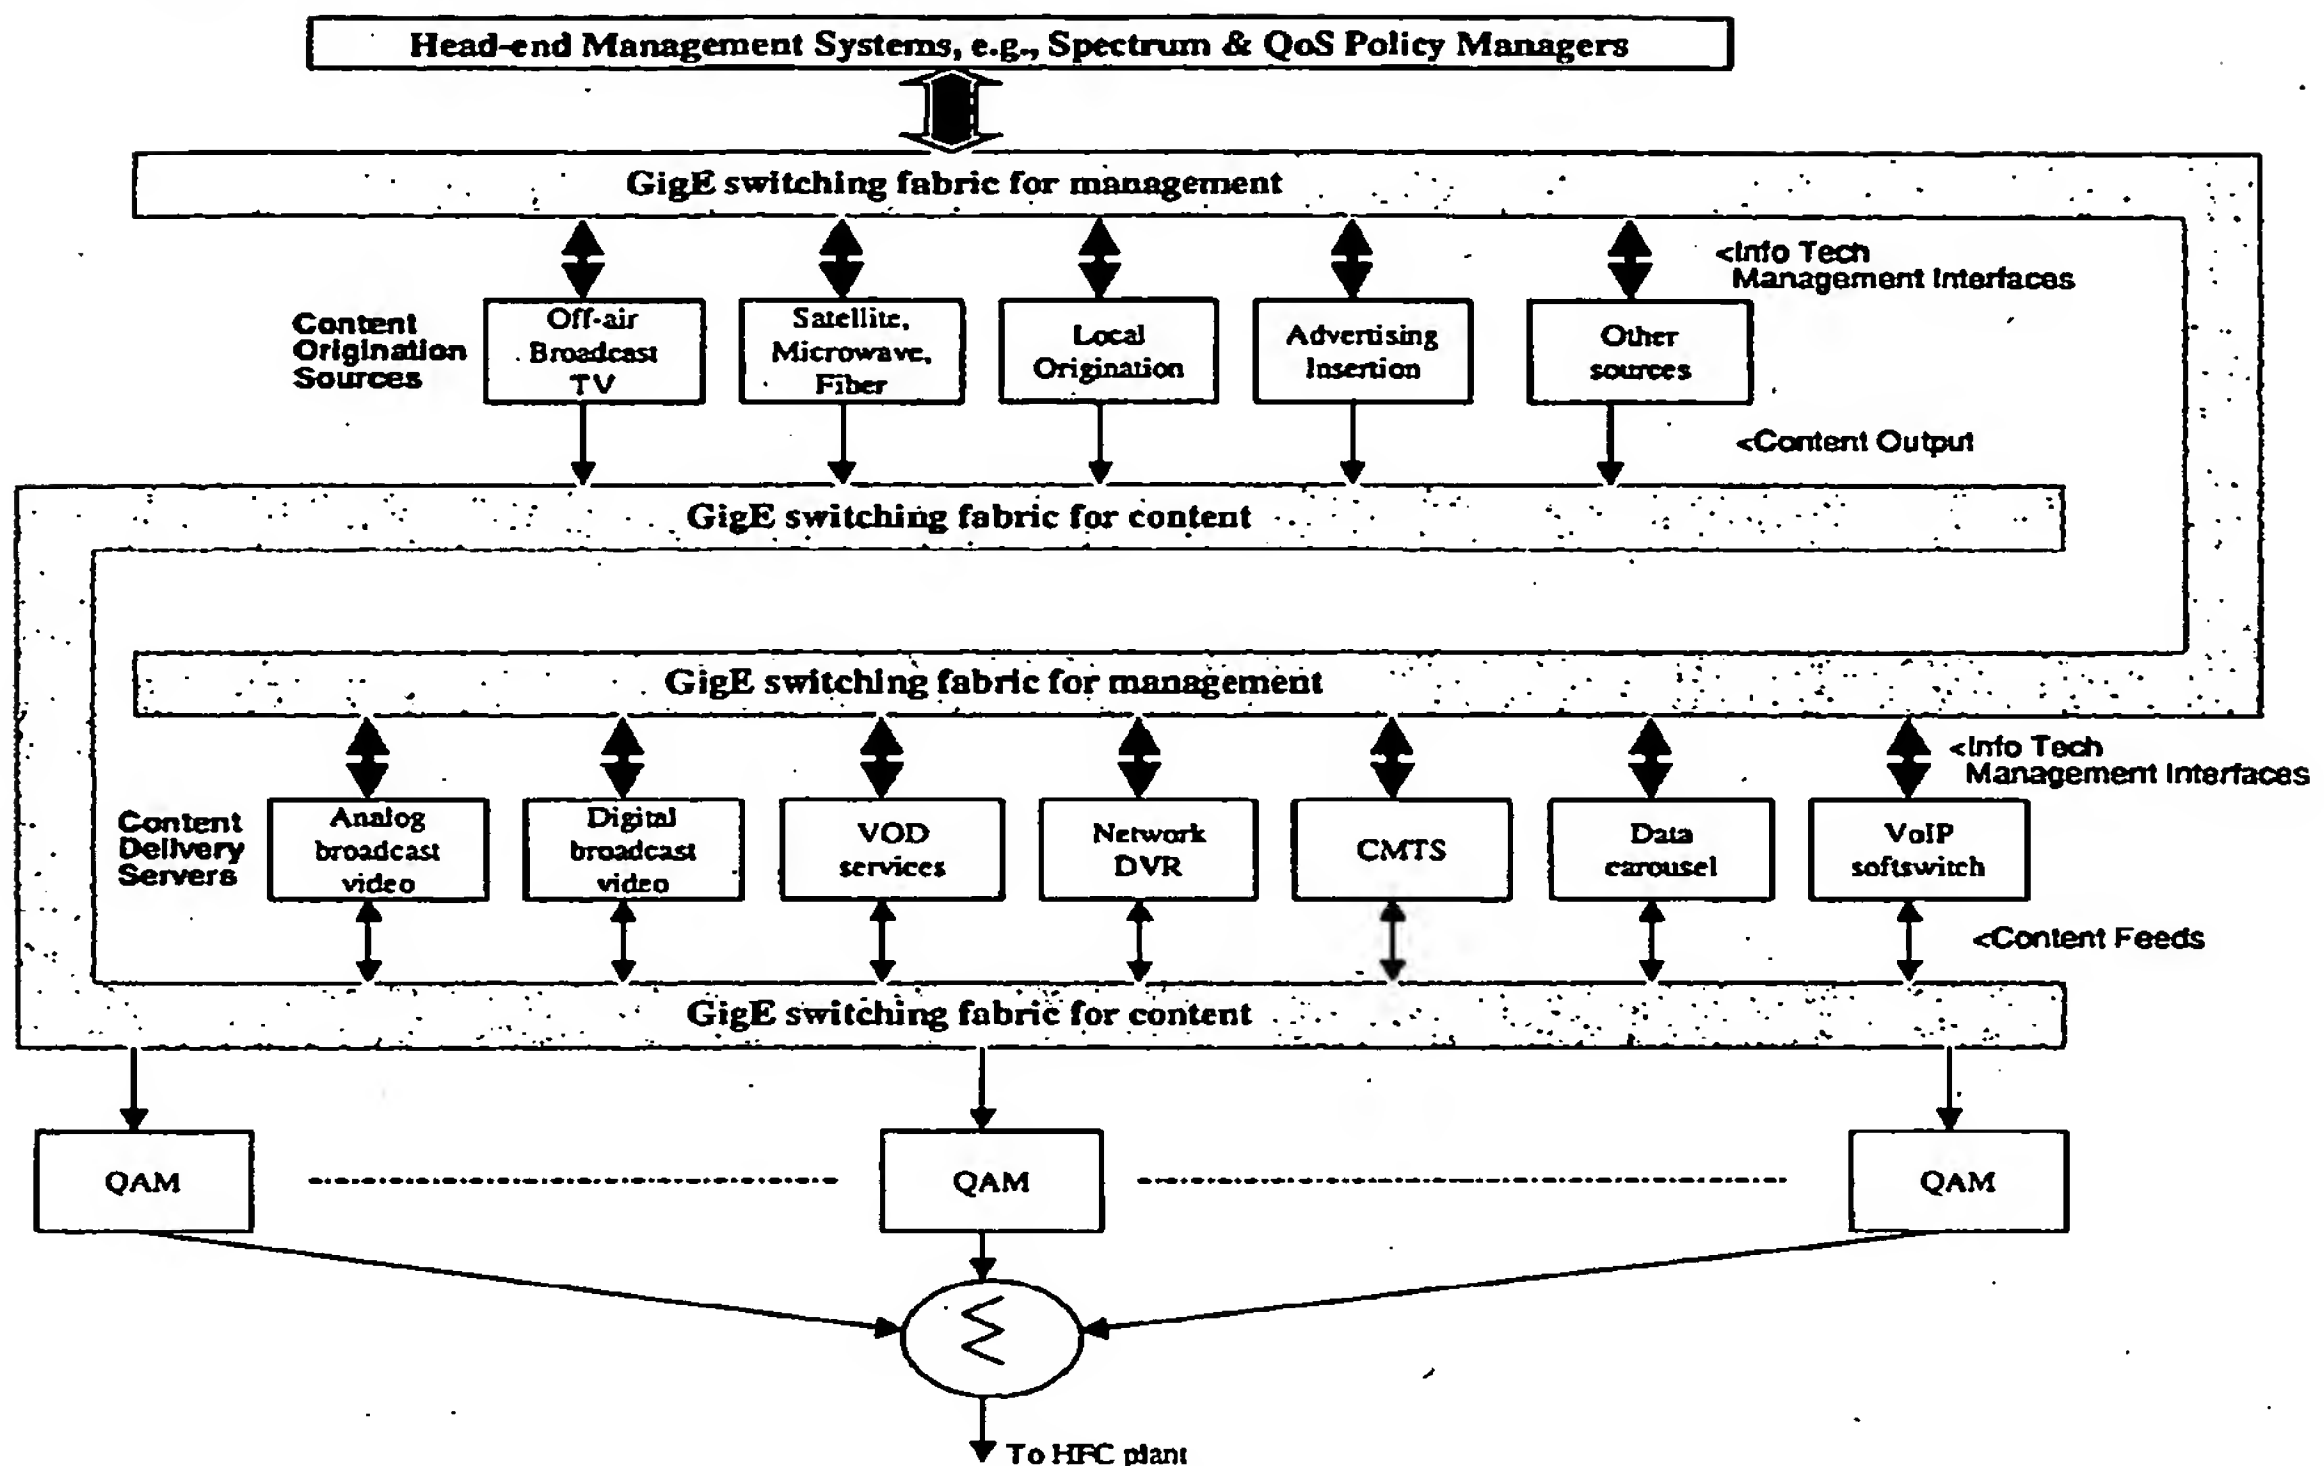 Head-end Management Systems, e.g., Spectrum & QoS Policy Managers
GigE switching fabric for management
<Info Tech
Management Interfaces
Content
Origination
Sources
Off-air
Broadcast
TV
Satellite,
Microwave,
Fiber
Local
Origination
Advertising
Insertion
Other
sources
<Content Output
GigE switching fabric for content
GigE switching fabric for management
<Info Tech
Management Interfaces
Content
Delivery
Servers
Analog
broadcast
video
Digital
broadcast
video
VOD
services
Network
DVR
CMTS
Data
carousel
VoIP
softswitch
<Content Feeds
GigE switching fabric for content
QAM
QAM
QAM
Σ
To HFC plant